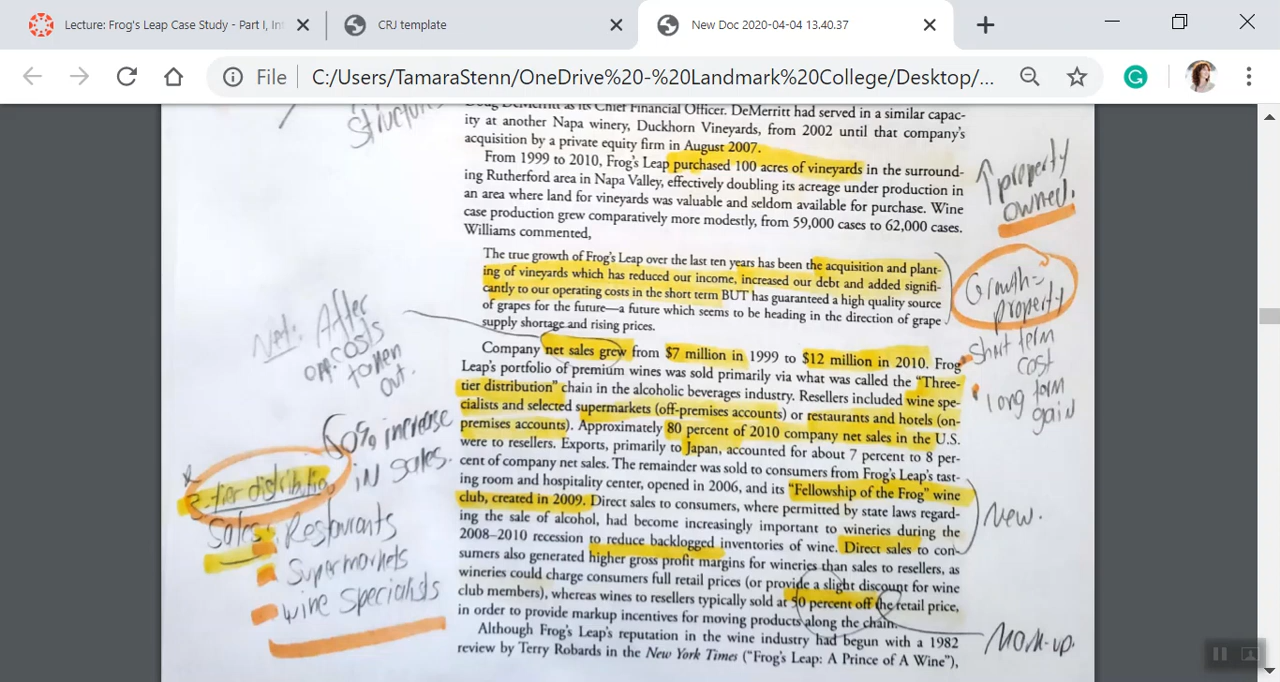 Lecture: Frog's Leap Case Study - Part I, Int
CRJ template
New Doc 2020-04-04 13.40.37
File
C:/Users/TamaraStenn/OneDrive%20-%20Landmark%20College/Desktop/...
structure
Doug DeMerritt as its Chief Financial Officer. DeMerritt had served in a similar capac-
ity at another Napa winery, Duckhorn Vineyards, from 2002 until that company's
acquisition by a private equity firm in August 2007.
From 1999 to 2010, Frog's Leap purchased 100 acres of vineyards in the surround-
ing Rutherford area in Napa Valley, effectively doubling its acreage under production in
an area where land for vineyards was valuable and seldom available for purchase. Wine
case production grew comparatively more modestly, from 59,000 cases to 62,000 cases.
Williams commented,
↑ property
owned.
The true growth of Frog's Leap over the last ten years has been the acquisition and plant-
ing of vineyards which has reduced our income, increased our debt and added signifi-
cantly to our operating costs in the short term BUT has guaranteed a high quality source
of grapes for the future—a future which seems to be heading in the direction of grape
supply shortage and rising prices.
Growth=
property
short term
cost
long term
gain
Net: After
op. costs
taken
out.
Company net sales grew from $7 million in 1999 to $12 million in 2010. Frog
Leap's portfolio of premium wines was sold primarily via what was called the "Three-
tier distribution" chain in the alcoholic beverages industry. Resellers included wine spe-
cialists and selected supermarkets (off-premises accounts) or restaurants and hotels (on-
premises accounts). Approximately 80 percent of 2010 company net sales in the U.S.
were to resellers. Exports, primarily to Japan, accounted for about 7 percent to 8 per-
cent of company net sales. The remainder was sold to consumers from Frog's Leap's tast-
ing room and hospitality center, opened in 2006, and its "Fellowship of the Frog" wine
club, created in 2009. Direct sales to consumers, where permitted by state laws regard-
ing the sale of alcohol, had become increasingly important to wineries during the
2008–2010 recession to reduce backlogged inventories of wine. Direct sales to con-
sumers also generated higher gross profit margins for wineries than sales to resellers, as
wineries could charge consumers full retail prices (or provide a slight discount for wine
club members), whereas wines to resellers typically sold at 50 percent off the retail price,
in order to provide markup incentives for moving products along the chain.
Although Frog's Leap's reputation in the wine industry had begun with a 1982
review by Terry Robards in the New York Times ("Frog's Leap: A Prince of A Wine"),
60% increase
in sales.
3-tier distribution
sales
Restaurants
Supermarkets
wine specialists
New.
Mark-up.